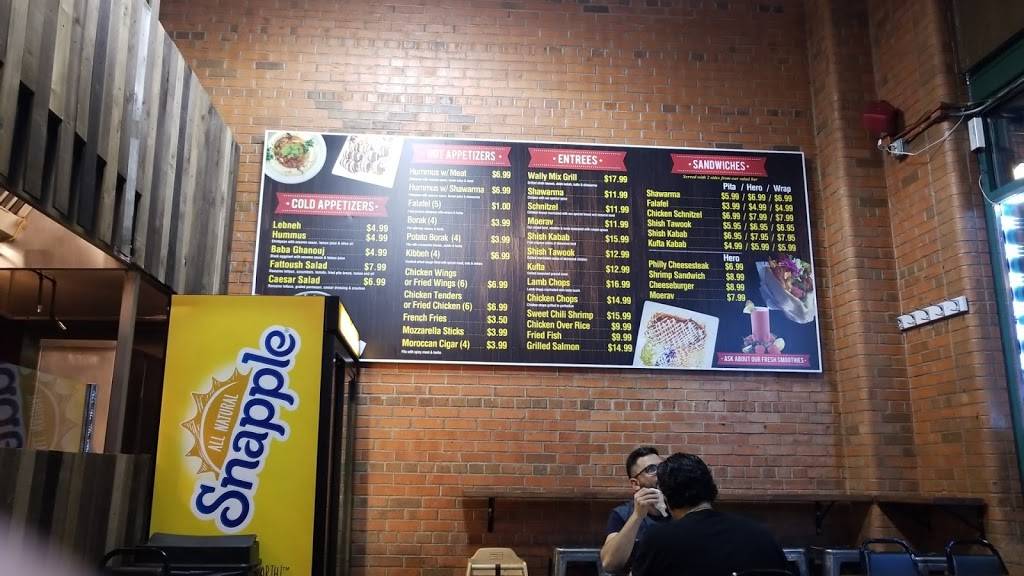 COLD APPETIZERS
Lebneh $4.99
Hummus $4.99
Baba Ghanouj $4.99
Fattoush Salad $7.99
Caesar Salad $6.99
HOT APPETIZERS
Hummus w/ Meat $6.99
Hummus w/ Shawarma $6.99
Falafel (5) $1.00
Borak (4) $3.99
Potato Borak (4) $3.99
Kibbeh (4) $6.99
Chicken Wings
or Fried Wings (6) $6.99
Chicken Tenders
or Fried Chicken (6) $6.99
French Fries $3.50
Mozzarella Sticks $3.99
Moroccan Cigar (4) $3.99
ENTREES
Wally Mix Grill $17.99
Shawarma $11.99
Schnitzel $11.99
Moerav $11.99
Shish Kabab $15.99
Shish Tawook $12.99
Kufta $12.99
Lamb Chops $16.99
Chicken Chops $14.99
Sweet Chili Shrimp $15.99
Chicken Over Rice $9.99
Fried Fish $9.99
Grilled Salmon $14.99
SANDWICHES
Served with 2 sides from our salad bar
Pita / Hero / Wrap
Shawarma $5.99 / $6.99 / $6.99
Falafel $3.99 / $4.99 / $4.99
Chicken Schnitzel $6.99 / $7.99 / $7.99
Shish Tawook $5.95 / $6.95 / $6.95
Shish Kabab $6.95 / $7.95 / $7.95
Kufta Kabab $4.99 / $5.99 / $5.99
Hero
Philly Cheesesteak $6.99
Shrimp Sandwich $8.99
Cheeseburger $8.99
Moerav $7.99
ASK ABOUT OUR FRESH SMOOTHIES
ALL NATURAL
Snapple